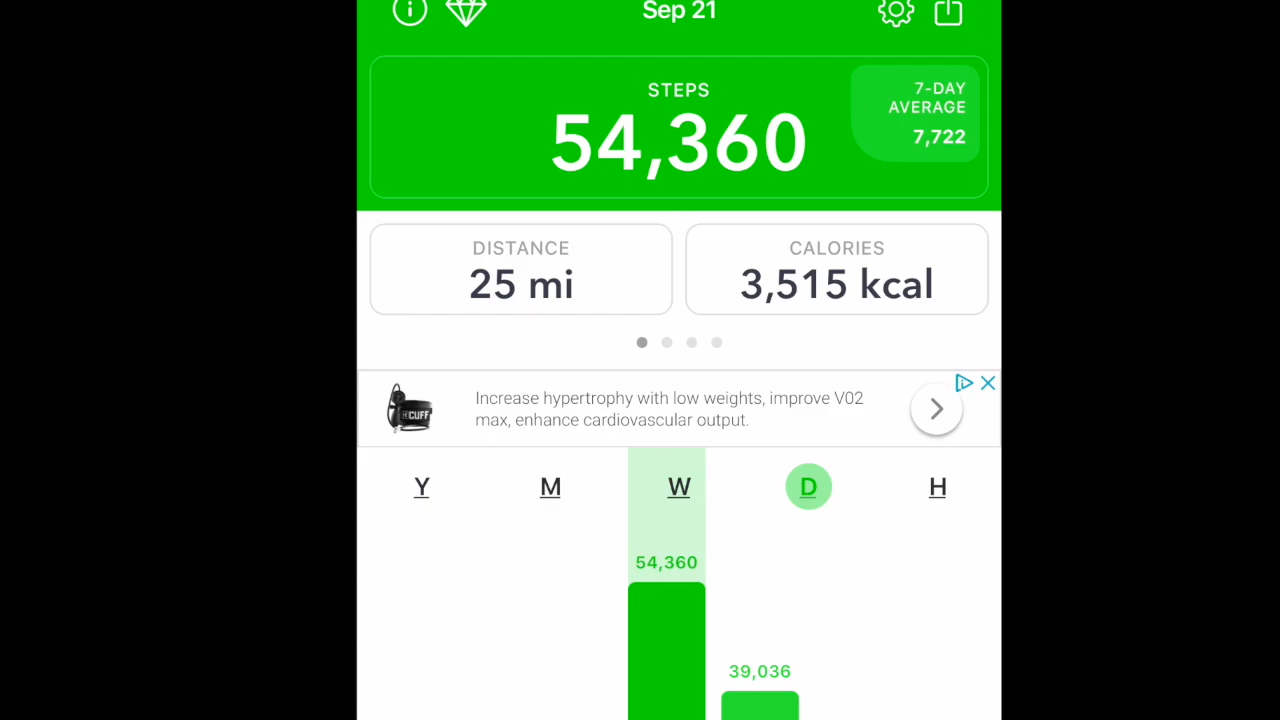 Sep 21
STEPS
54,360
7-DAY
AVERAGE
7,722
DISTANCE
25 mi
CALORIES
3,515 kcal
CUFF
Increase hypertrophy with low weights, improve V02
max, enhance cardiovascular output.
Y M W D H
54,360
39,036